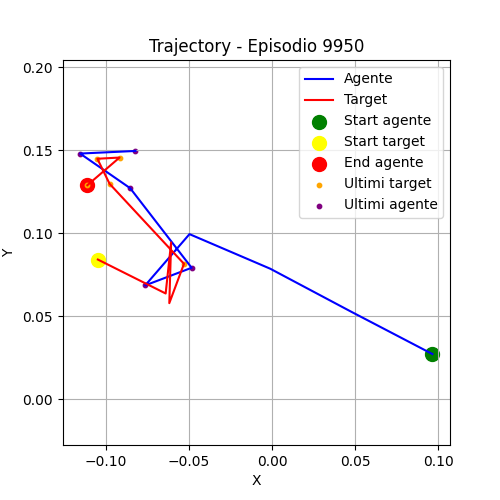 Trajectory - Episodio 9950
0.20
0.15
0.10
0.05
0.00
Y
−0.10
−0.05
0.00
0.05
0.10
X
Agente
Target
Start agente
Start target
End agente
Ultimi target
Ultimi agente